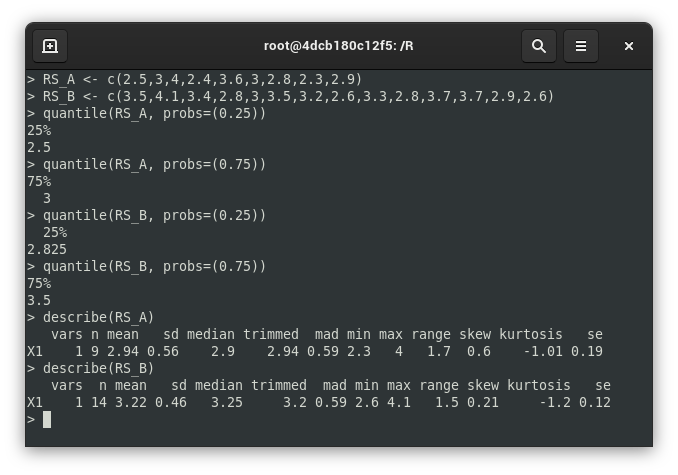 root@4dcb180c12f5: /R
> RS_A <- c(2.5,3,4,2.4,3.6,3,2.8,2.3,2.9)
> RS_B <- c(3.5,4.1,3.4,2.8,3,3.5,3.2,2.6,3.3,2.8,3.7,3.7,2.9,2.6)
> quantile(RS_A, probs=(0.25))
25%
2.5
> quantile(RS_A, probs=(0.75))
75%
  3
> quantile(RS_B, probs=(0.25))
  25%
2.825
> quantile(RS_B, probs=(0.75))
75%
3.5
> describe(RS_A)
   vars n mean   sd median trimmed  mad min max range skew kurtosis   se
X1    1 9 2.94 0.56    2.9    2.94 0.59 2.3   4   1.7  0.6    -1.01 0.19
> describe(RS_B)
   vars  n mean   sd median trimmed  mad min max range skew kurtosis   se
X1    1 14 3.22 0.46   3.25     3.2 0.59 2.6 4.1   1.5 0.21     -1.2 0.12
>